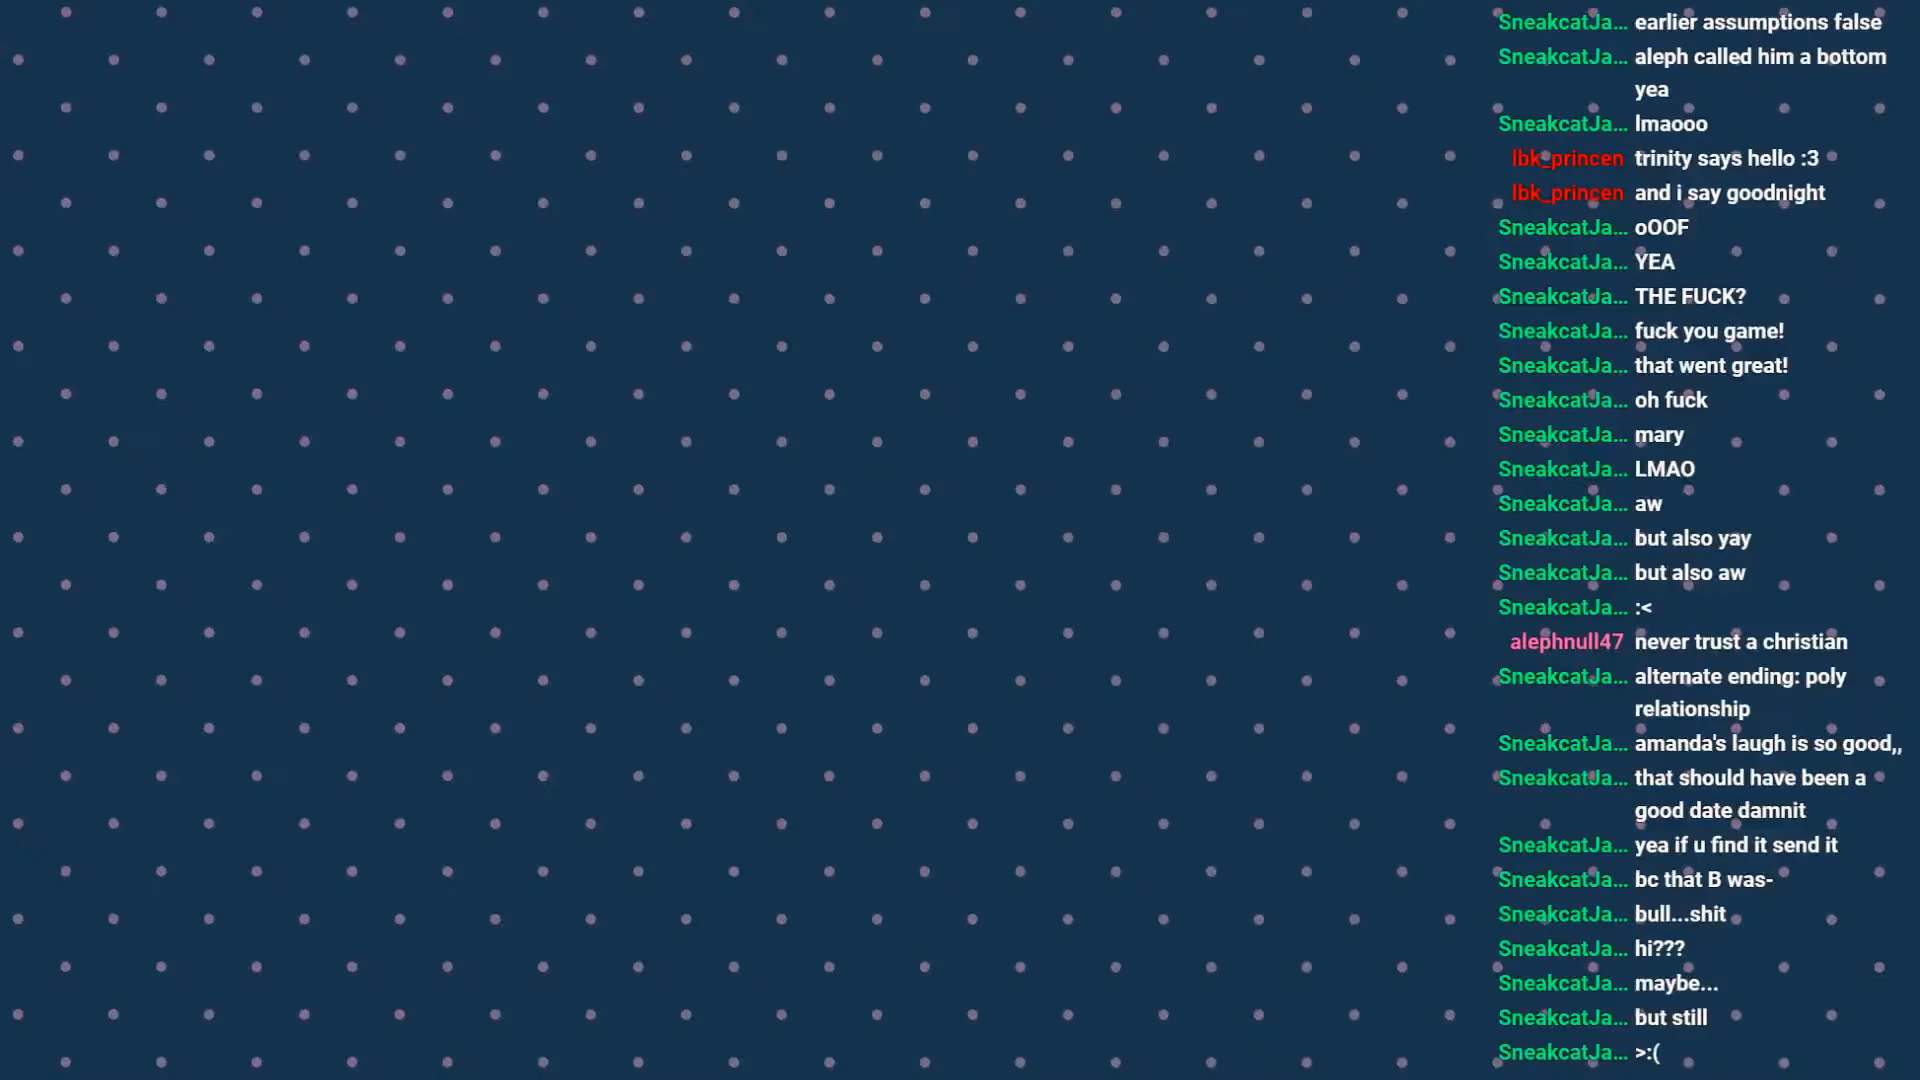 SneakcatJa... earlier assumptions false
SneakcatJa... aleph called him a bottom
yea
SneakcatJa... lmaooo
lbk_princen trinity says hello :3
lbk_princen and i say goodnight
SneakcatJa... oOOF
SneakcatJa... YEA
SneakcatJa... THE FUCK?
SneakcatJa... fuck you game!
SneakcatJa... that went great!
SneakcatJa... oh fuck
SneakcatJa... mary
SneakcatJa... LMAO
SneakcatJa... aw
SneakcatJa... but also yay
SneakcatJa... but also aw
SneakcatJa... :<
alephnull47 never trust a christian
SneakcatJa... alternate ending: poly
relationship
SneakcatJa... amanda's laugh is so good,,
SneakcatJa... that should have been a
good date damnit
SneakcatJa... yea if u find it send it
SneakcatJa... bc that B was-
SneakcatJa... bull...shit
SneakcatJa... hi???
SneakcatJa... maybe...
SneakcatJa... but still
SneakcatJa... >:(